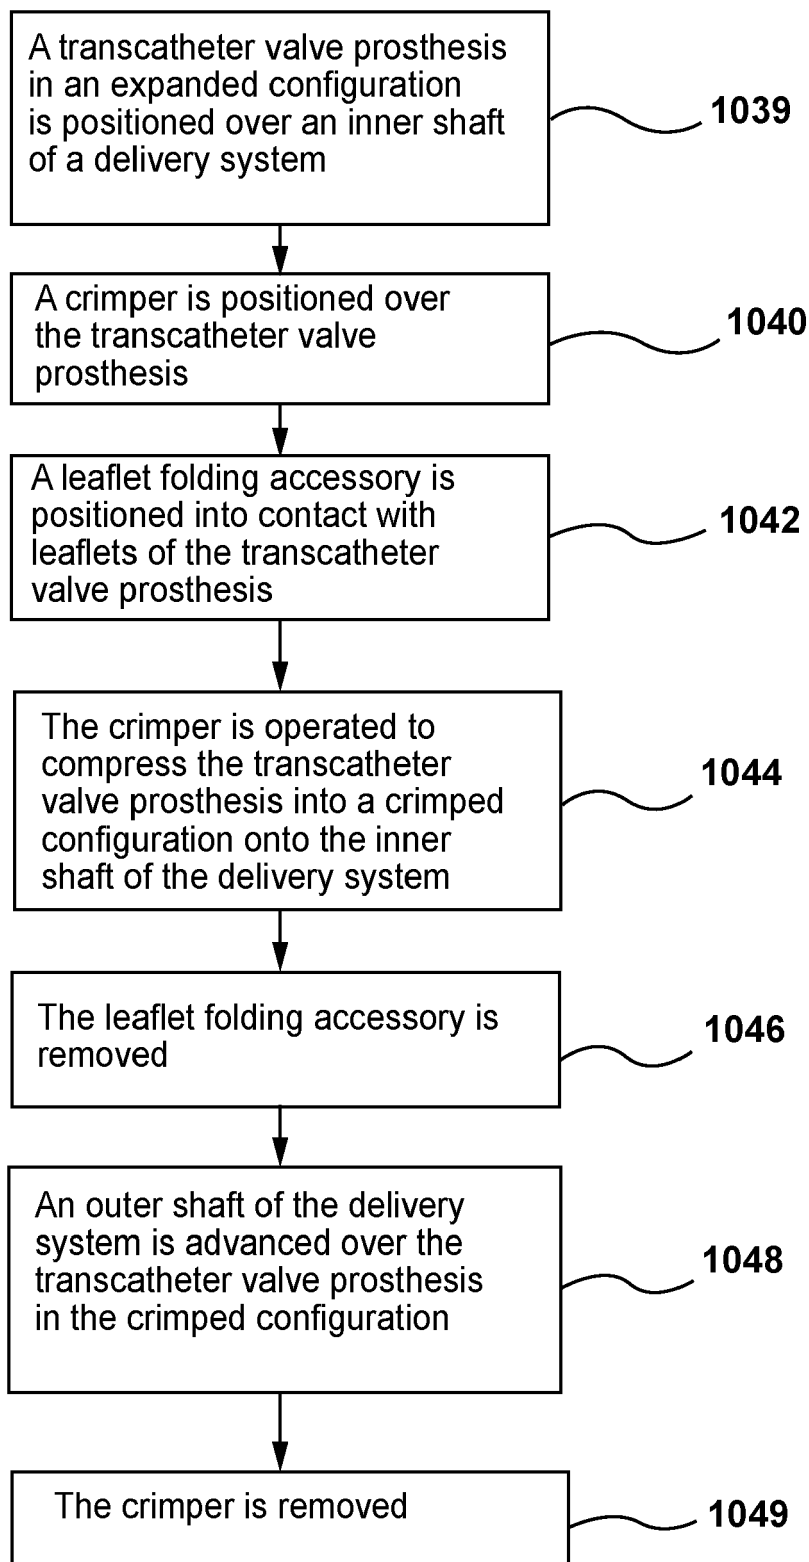 A transcatheter valve prosthesis
in an expanded configuration
is positioned over an inner shaft
of a delivery system
1039
A crimper is positioned over
the transcatheter valve
prosthesis
1040
A leaflet folding accessory is
positioned into contact with
leaflets of the transcatheter
valve prosthesis
1042
The crimper is operated to
compress the transcatheter
valve prosthesis into a crimped
configuration onto the inner
shaft of the delivery system
1044
The leaflet folding accessory is
removed
1046
An outer shaft of the delivery
system is advanced over the
transcatheter valve prosthesis
in the crimped configuration
1048
The crimper is removed
1049